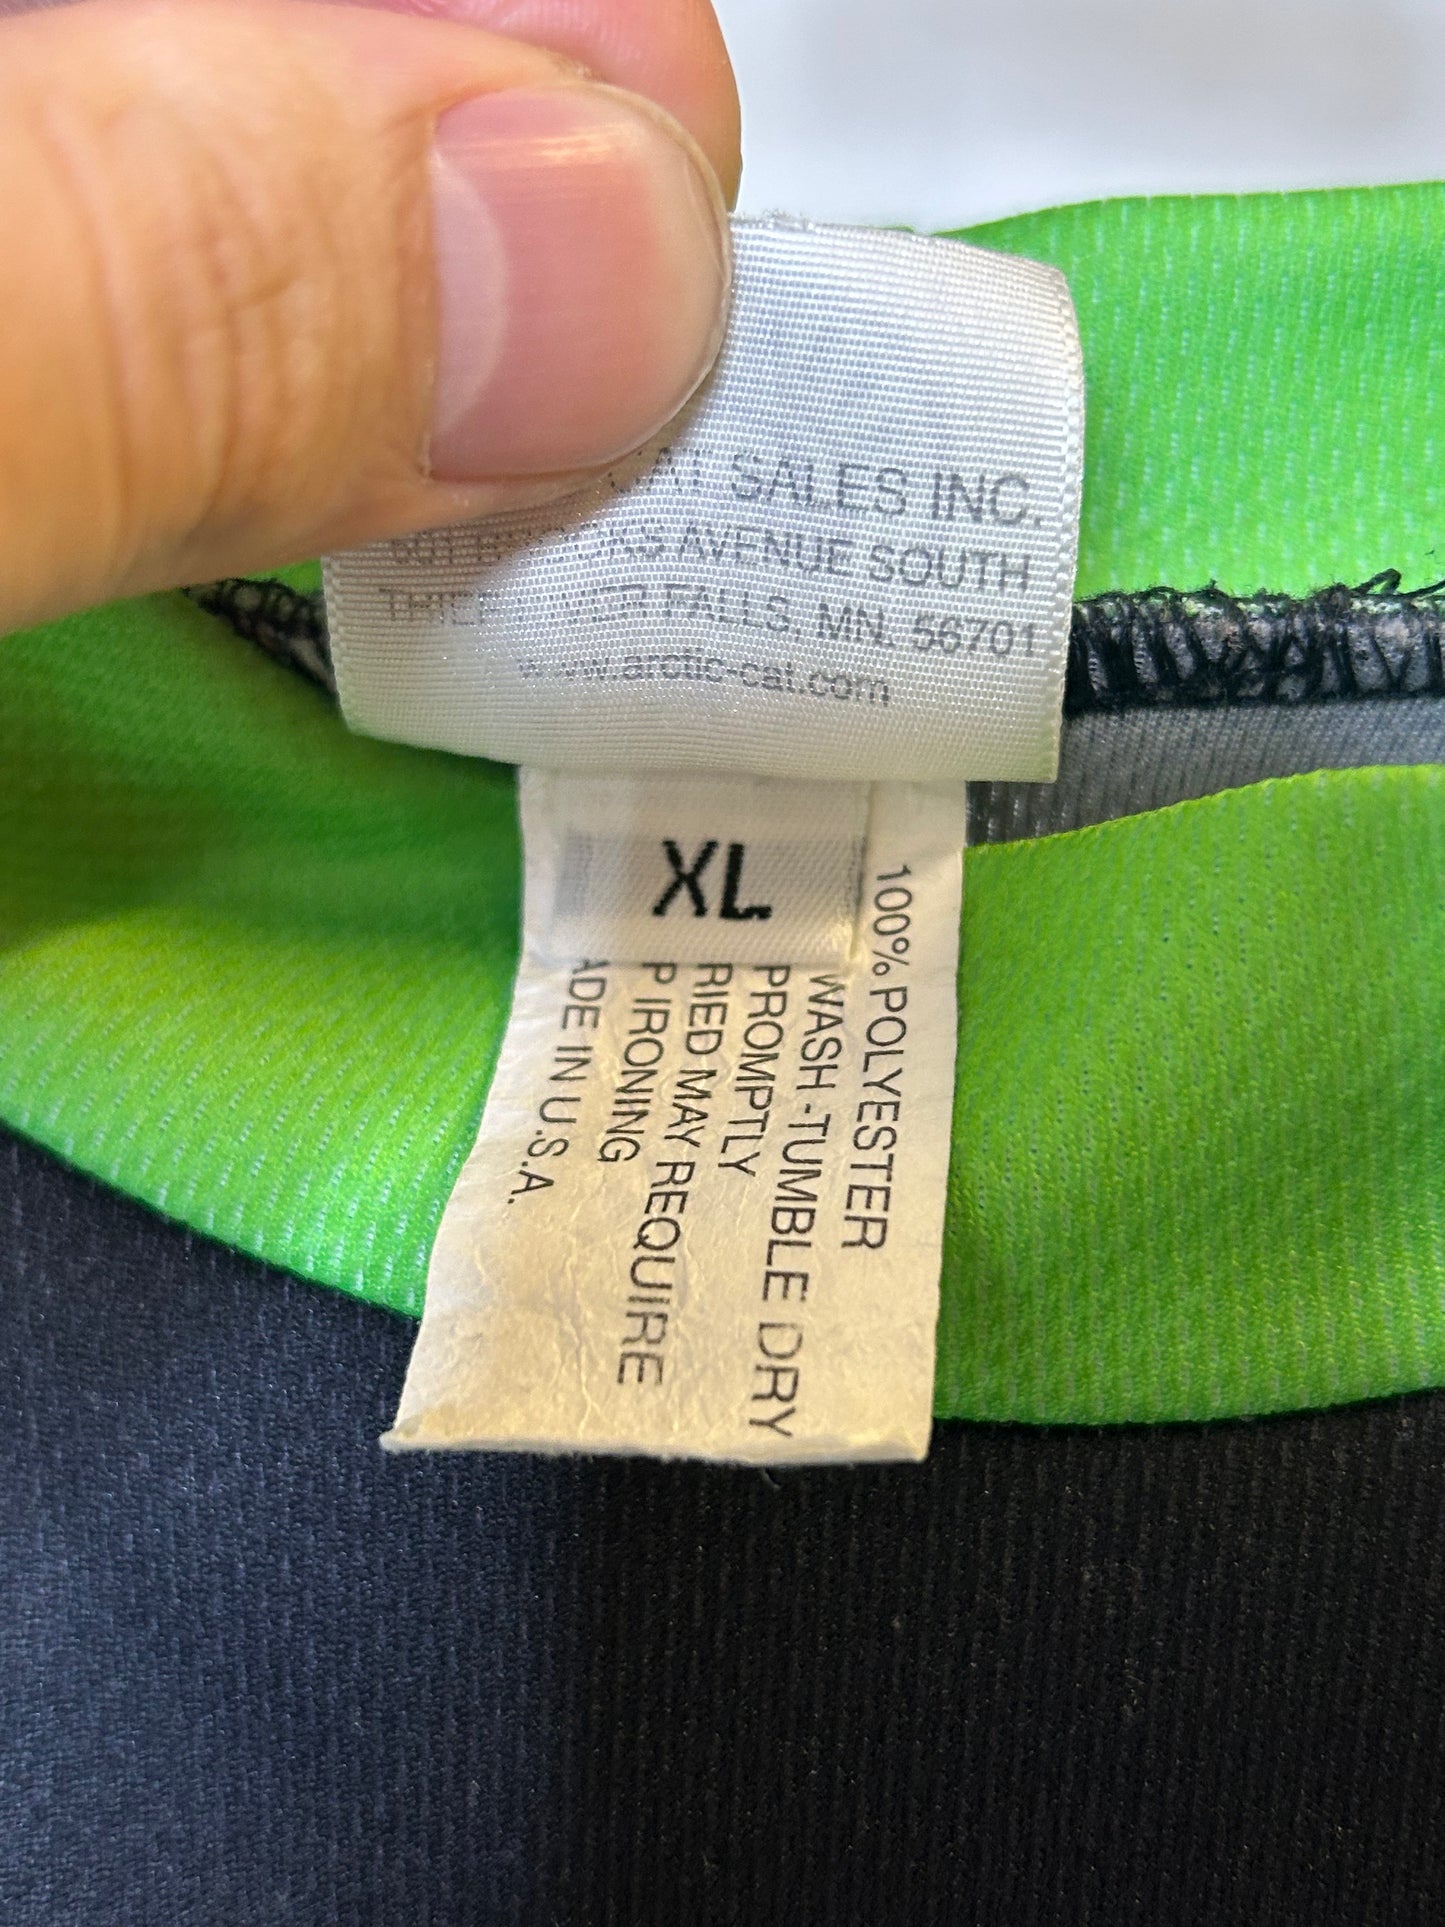 SALES INC.
AVENUE SOUTH
FALLS, MN. 56701
www.arctic-cat.com
XL
100% POLYESTER
WASH-TUMBLE DRY
PROMPTLY
RIED MAY REQUIRE
P IRONING
ADE IN U.S.A.